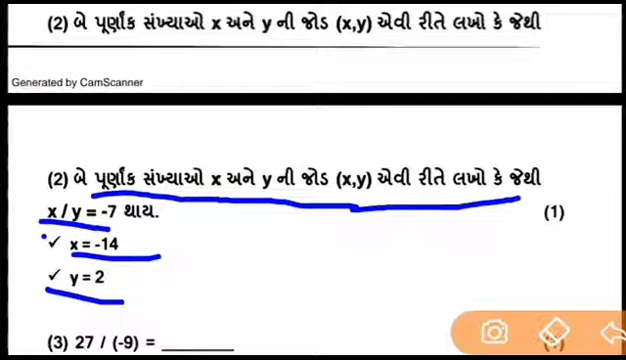 (2) બે પૂર્ણાંક સંખ્યાઓ x અને y ની જોડ (x,y) એવી રીતે લખો કે જેથી
Generated by CamScanner
(2) બે પૂર્ણાંક સંખ્યાઓ x અને y ની જોડ (x,y) એવી રીતે લખો કે જેથી
x / y = -7 થાય. (1)
✓ x = -14
✓ y = 2
(3) 27 / (-9) = ________